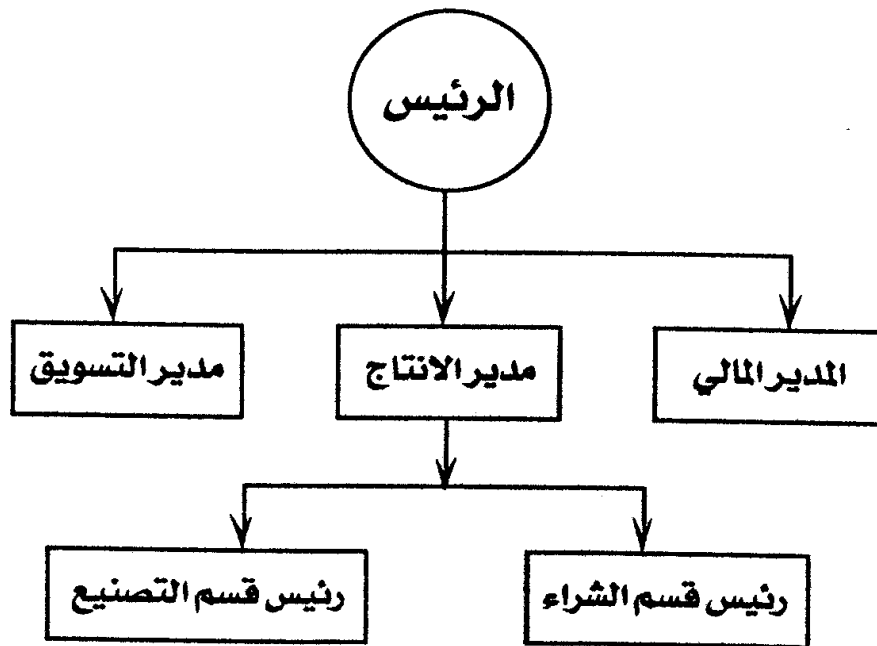 الرئيس
المدير المالي
مدير الانتاج
مدير التسويق
رئيس قسم الشراء
رئيس قسم التصنيع